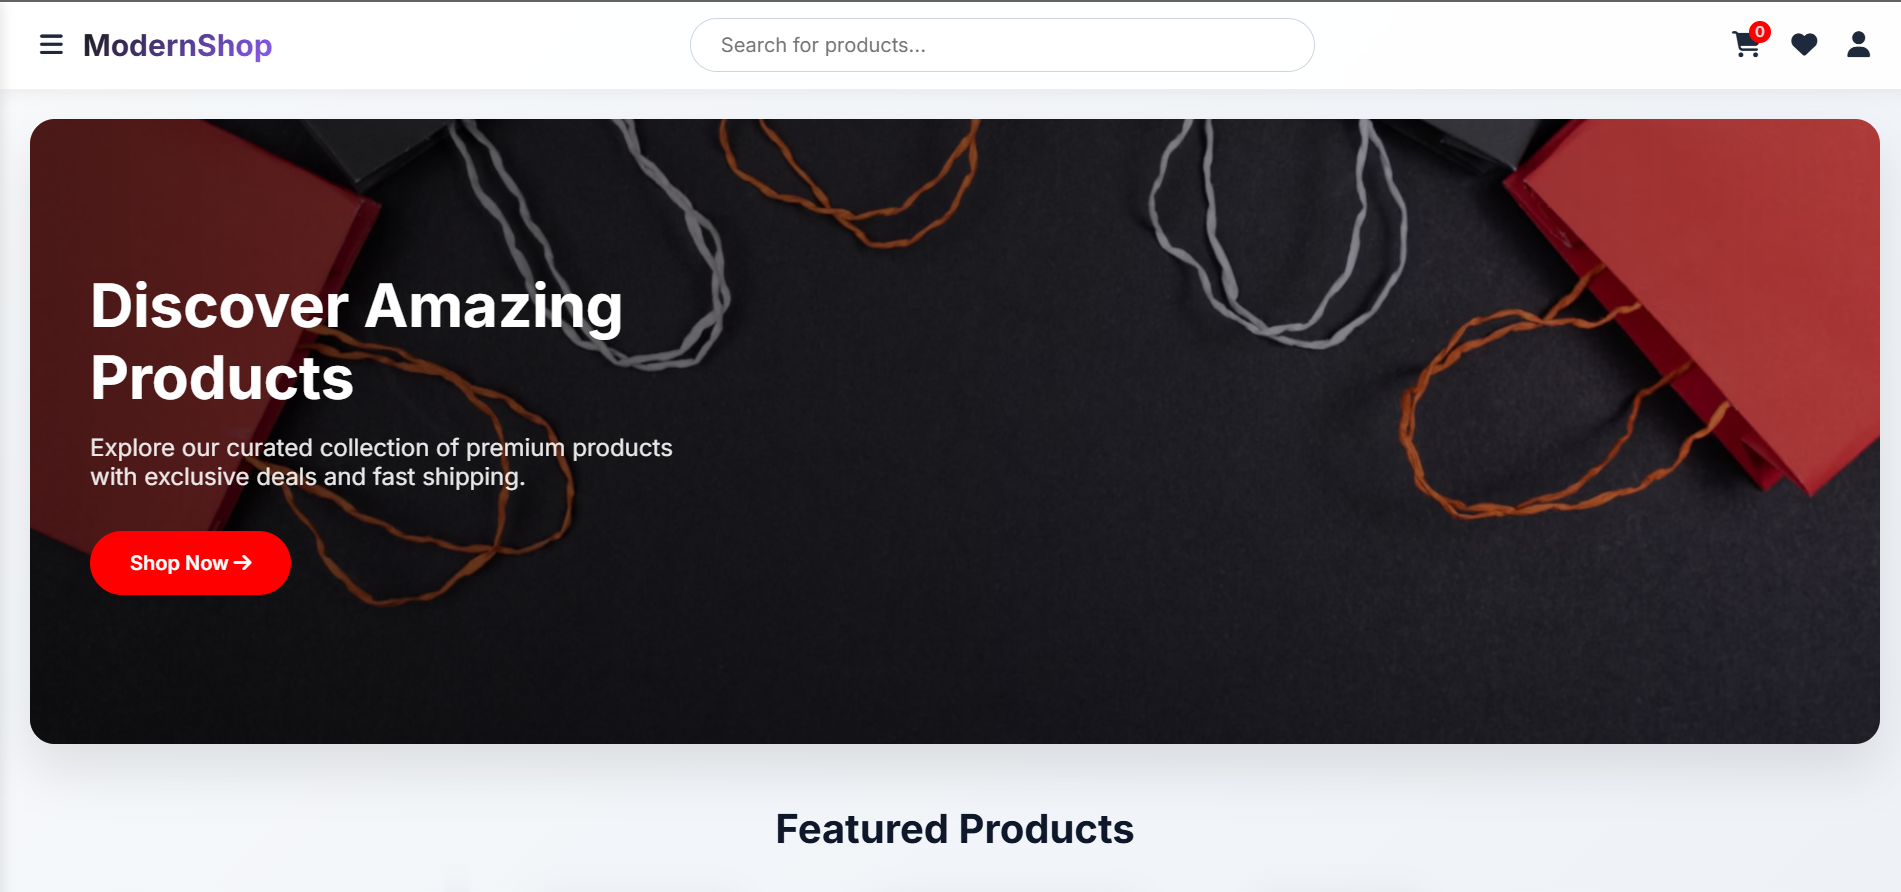 ModernShop
Search for products...
0
Discover Amazing
Products
Explore our curated collection of premium products
with exclusive deals and fast shipping.
Shop Now
Featured Products